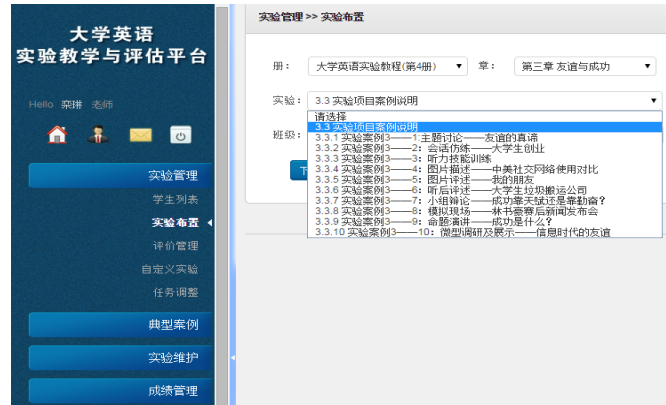 大学英语
实验教学与评估平台
Hello 栾琳 老师
实验管理
学生列表
实验布置
评价管理
自定义实验
任务调整
典型案例
实验维护
成绩管理
实验管理 >> 实验布置
册： 大学英语实验教程(第4册) 章： 第三章 友谊与成功
实验： 3.3 实验项目案例说明
请选择
3.3 实验项目案例说明
3.3.1 实验案例3——1:主题讨论——友谊的真谛
3.3.2 实验案例3——2：会话仿练——大学生创业
3.3.3 实验案例3——3：听力技能训练
3.3.4 实验案例3——4：图片描述——中美社交网络使用对比
3.3.5 实验案例3——5：图片评述——我的朋友
3.3.6 实验案例3——6：听后评述——大学生垃圾搬运公司
3.3.7 实验案例3——7：小组辩论——成功靠天赋还是靠勤奋?
3.3.8 实验案例3——8：模拟现场——林书豪赛后新闻发布会
3.3.9 实验案例3——9：命题演讲——成功是什么?
3.3.10 实验案例3——10：微型调研及展示——信息时代的友谊
班级：
下